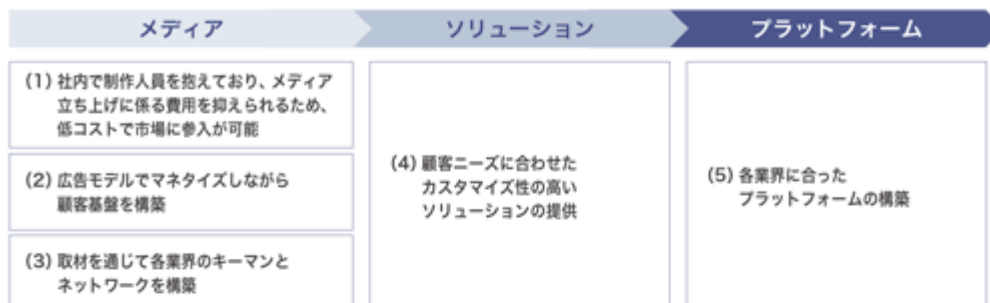 メディア
ソリューション
プラットフォーム
(1) 社内で制作人員を抱えており、メディア
立ち上げに係る費用を抑えられるため、
低コストで市場に参入が可能
(2) 広告モデルでマネタイズしながら
顧客基盤を構築
(3) 取材を通じて各業界のキーマンと
ネットワークを構築
(4) 顧客ニーズに合わせた
カスタマイズ性の高い
ソリューションの提供
(5) 各業界に合った
プラットフォームの構築